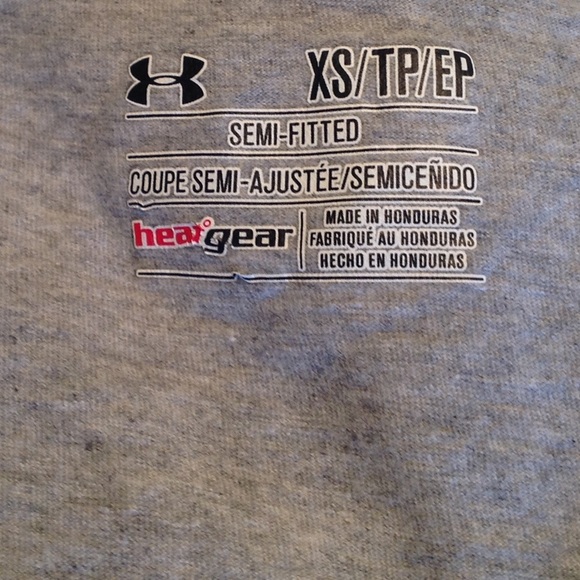 XS/TP/EP
SEMI-FITTED
COUPE SEMI-AJUSTÉE/SEMICEÑIDO
heatgear
MADE IN HONDURAS
FABRIQUÉ AU HONDURAS
HECHO EN HONDURAS